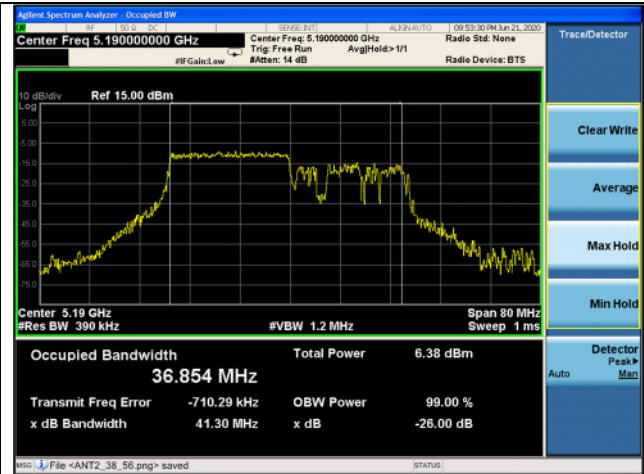 Agilent Spectrum Analyzer - Occupied BW
RF 50 Ω DC SENSE:INT ALIGNAUTO 09:53:30 PM Jun 21, 2020
Center Freq 5.190000000 GHz
Center Freq: 5.190000000 GHz
Radio Std: None
Trig: Free Run Avg|Hold:>1/1
#IFGain:Low #Atten: 14 dB Radio Device: BTS
Trace/Detector
10 dB/div Ref 15.00 dBm
Log
5.00
-5.00
-15.0
-25.0
-35.0
-45.0
-55.0
-65.0
-75.0
Clear Write
Average
Max Hold
Min Hold
Center 5.19 GHz Span 80 MHz
#Res BW 390 kHz #VBW 1.2 MHz Sweep 1 ms
Occupied Bandwidth Total Power 6.38 dBm
36.854 MHz
Transmit Freq Error -710.29 kHz OBW Power 99.00 %
x dB Bandwidth 41.30 MHz x dB -26.00 dB
Detector
Peak▶
Auto Man
MSG File <ANT2_38_56.png> saved STATUS